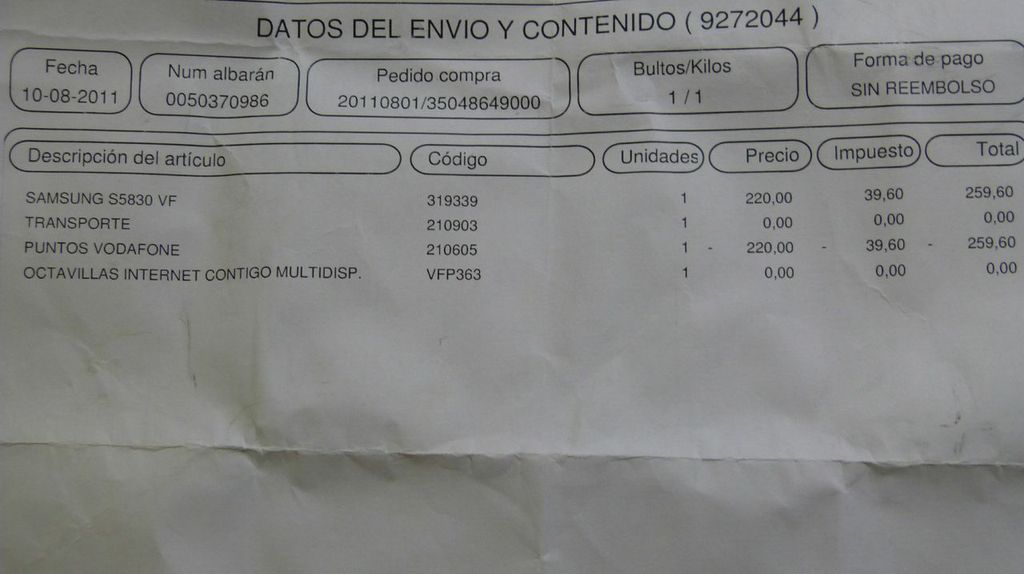 DATOS DEL ENVIO Y CONTENIDO ( 9272044 )
Fecha Num albarán Pedido compra Bultos/Kilos Forma de pago
10-08-2011 0050370986 20110801/35048649000 1 / 1 SIN REEMBOLSO
Descripción del artículo Código Unidades Precio Impuesto Total
SAMSUNG S5830 VF 319339 1 220,00 39,60 259,60
TRANSPORTE 210903 1 0,00 0,00 0,00
PUNTOS VODAFONE 210605 1 - 220,00 - 39,60 - 259,60
OCTAVILLAS INTERNET CONTIGO MULTIDISP. VFP363 1 0,00 0,00 0,00